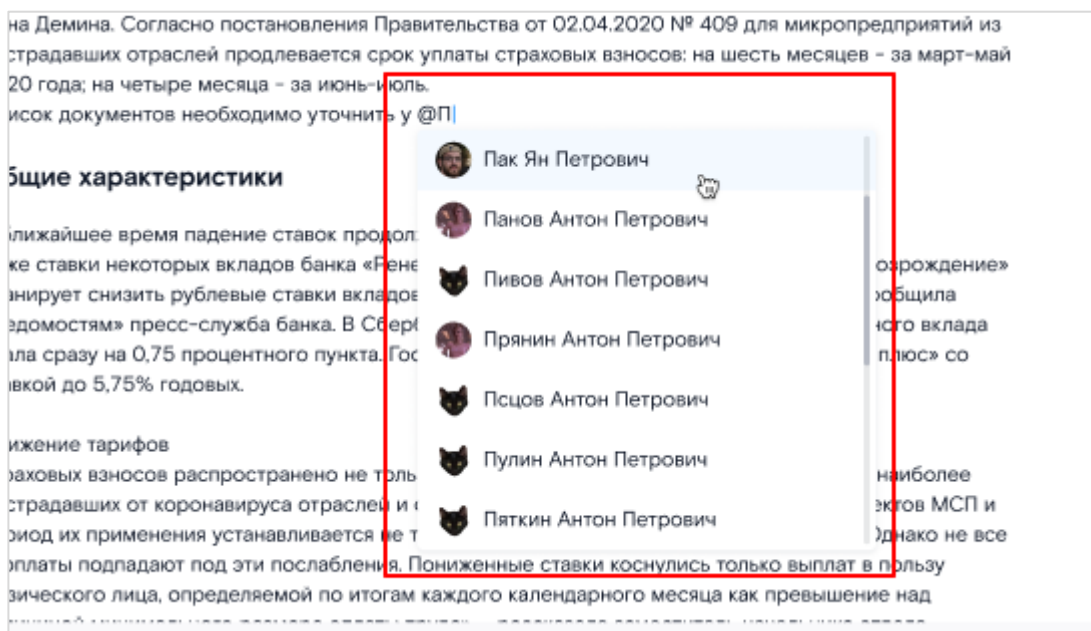 на Демина. Согласно постановления Правительства от 02.04.2020 № 409 для микропредприятий из
страдавших отраслей продлевается срок уплаты страховых взносов: на шесть месяцев – за март-май
20 года; на четыре месяца – за июнь-июль.
исок документов необходимо уточнить у @П
Пак Ян Петрович
бщие характеристики
Панов Антон Петрович
лижайшее время падение ставок продол
же ставки некоторых вкладов банка «Рене
озрождение»
Пивов Антон Петрович
анирует снизить рублевые ставки вкладов
общила
едомостям» пресс-служба банка. В Сберб
ного вклада
Прянин Антон Петрович
ала сразу на 0,75 процентного пункта. Гос
плюс» со
авкой до 5,75% годовых.
Псцов Антон Петрович
ижение тарифов
Пулин Антон Петрович
раховых взносов распространено не толь
наиболее
страдавших от коронавируса отраслей и
ектов МСП и
Пяткин Антон Петрович
риод их применения устанавливается не т
Однако не все
платы подпадают под эти послабления. Пониженные ставки коснулись только выплат в пользу
зического лица, определяемой по итогам каждого календарного месяца как превышение над